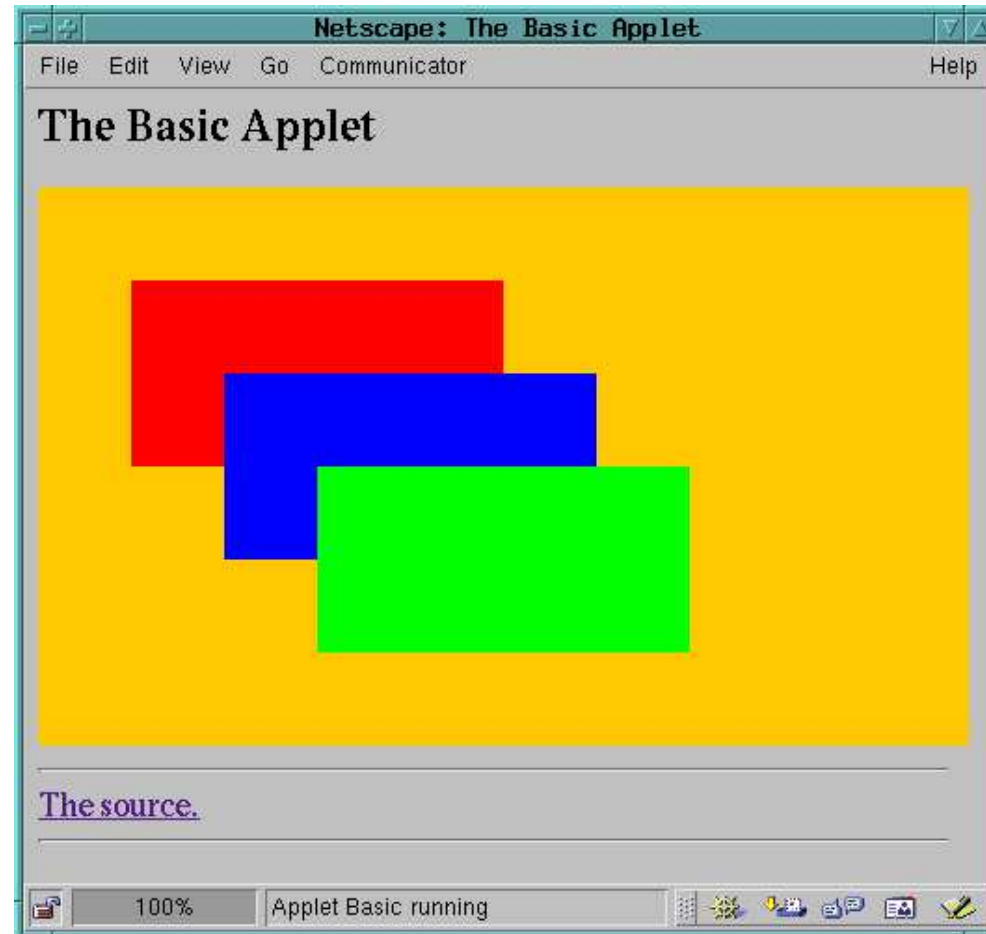 Netscape: The Basic Applet
File Edit View Go Communicator Help
The Basic Applet
The source.
100% Applet Basic running